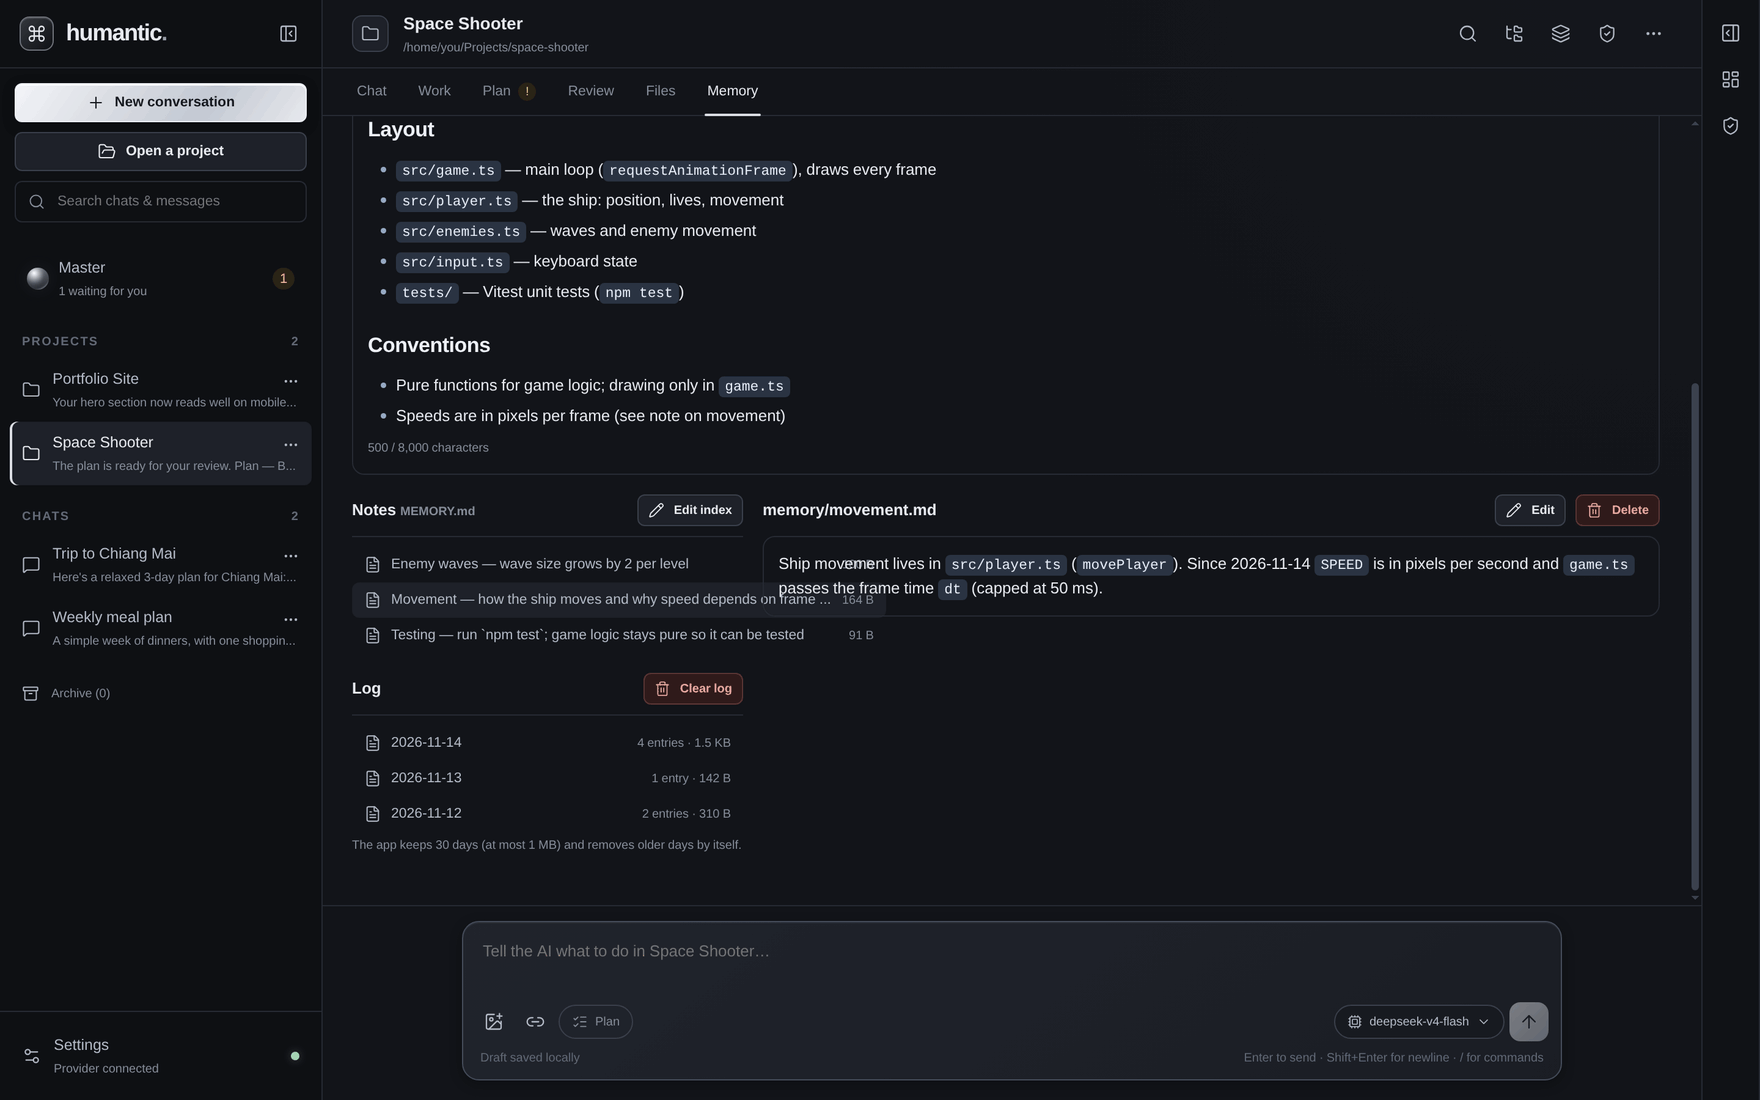 humantic.
New conversation
Open a project
Search chats & messages
Master
1 waiting for you
1
PROJECTS 2
Portfolio Site
Your hero section now reads well on mobile...
Space Shooter
The plan is ready for your review. Plan — B...
CHATS 2
Trip to Chiang Mai
Here's a relaxed 3-day plan for Chiang Mai:...
Weekly meal plan
A simple week of dinners, with one shoppin...
Archive (0)
Settings
Provider connected
Space Shooter
/home/you/Projects/space-shooter
Chat Work Plan ! Review Files Memory
Layout
src/game.ts — main loop (requestAnimationFrame), draws every frame
src/player.ts — the ship: position, lives, movement
src/enemies.ts — waves and enemy movement
src/input.ts — keyboard state
tests/ — Vitest unit tests (npm test)
Conventions
Pure functions for game logic; drawing only in game.ts
Speeds are in pixels per frame (see note on movement)
500 / 8,000 characters
Notes MEMORY.md Edit index
Enemy waves — wave size grows by 2 per level
Movement — how the ship moves and why speed depends on frame ... 164 B
Testing — run `npm test`; game logic stays pure so it can be tested 91 B
Log Clear log
2026-11-14 4 entries · 1.5 KB
2026-11-13 1 entry · 142 B
2026-11-12 2 entries · 310 B
The app keeps 30 days (at most 1 MB) and removes older days by itself.
memory/movement.md Edit Delete
Ship movement lives in src/player.ts (movePlayer). Since 2026-11-14 SPEED is in pixels per second and game.ts
passes the frame time dt (capped at 50 ms).
Tell the AI what to do in Space Shooter…
Plan
deepseek-v4-flash
Draft saved locally
Enter to send · Shift+Enter for newline · / for commands